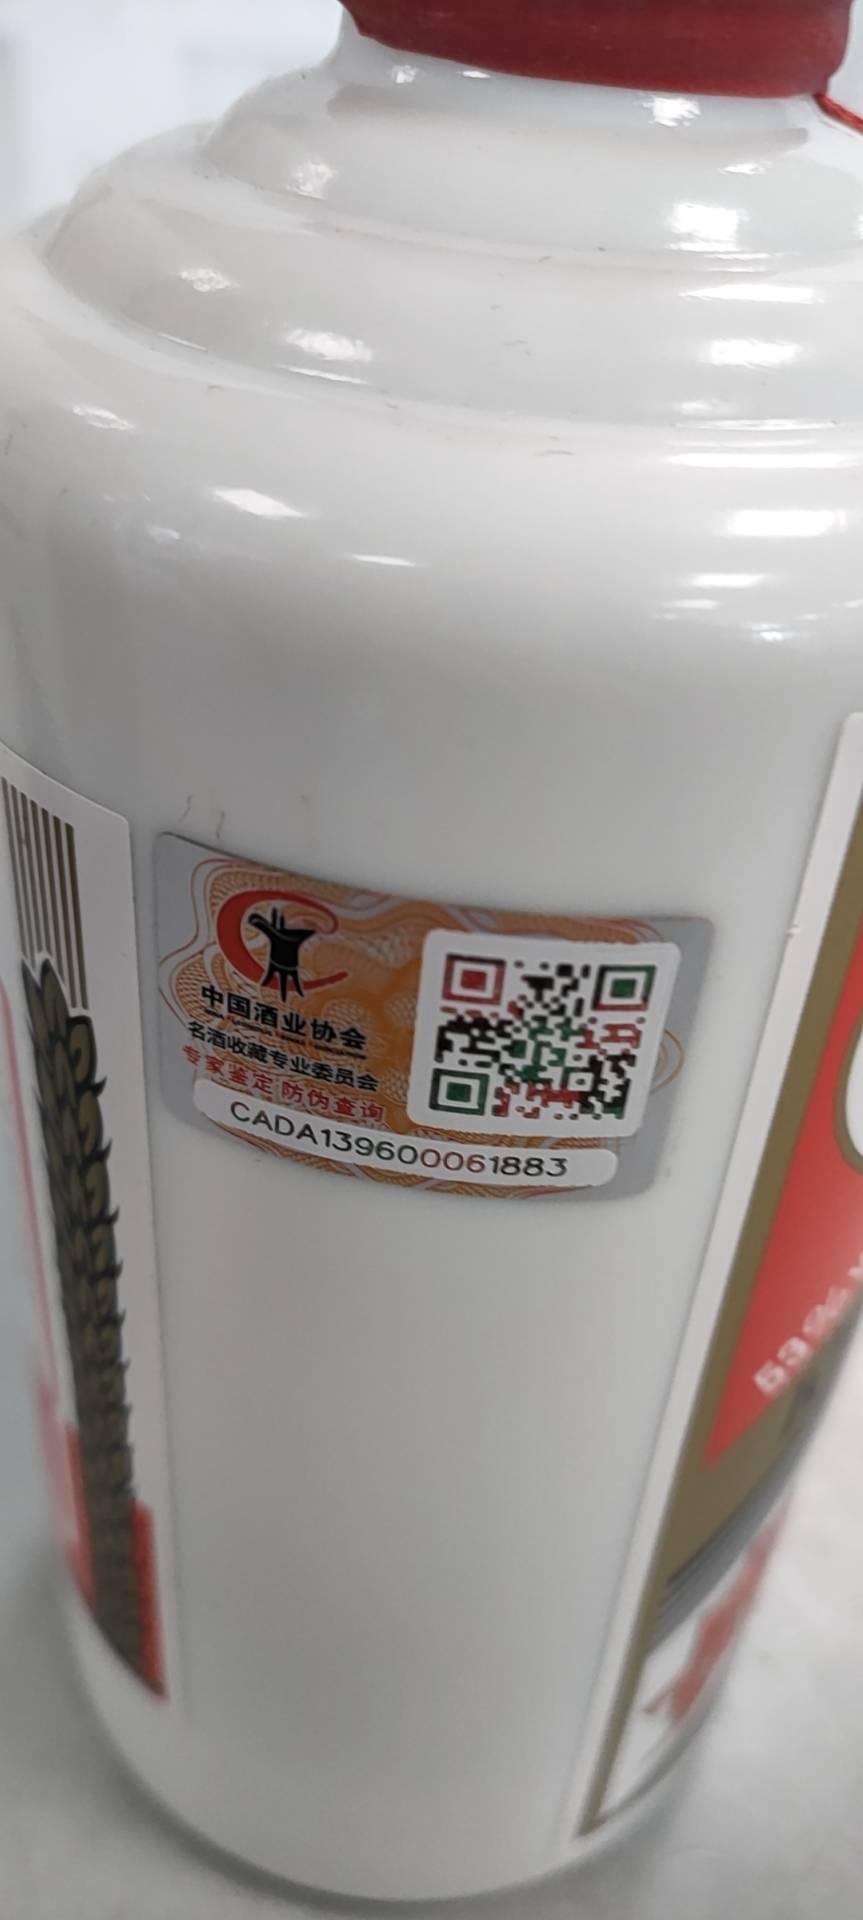 中国酒业协会
名酒收藏专业委员会
专家鉴定 防伪查询
CADA139600061883
53%